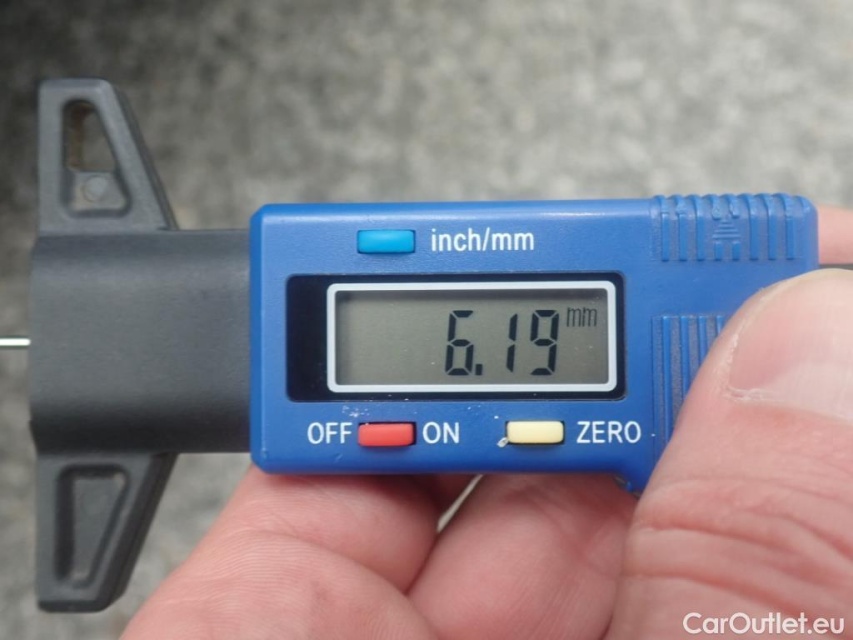 inch/mm
6.19 mm
OFF ON ZERO
CarOutlet.eu